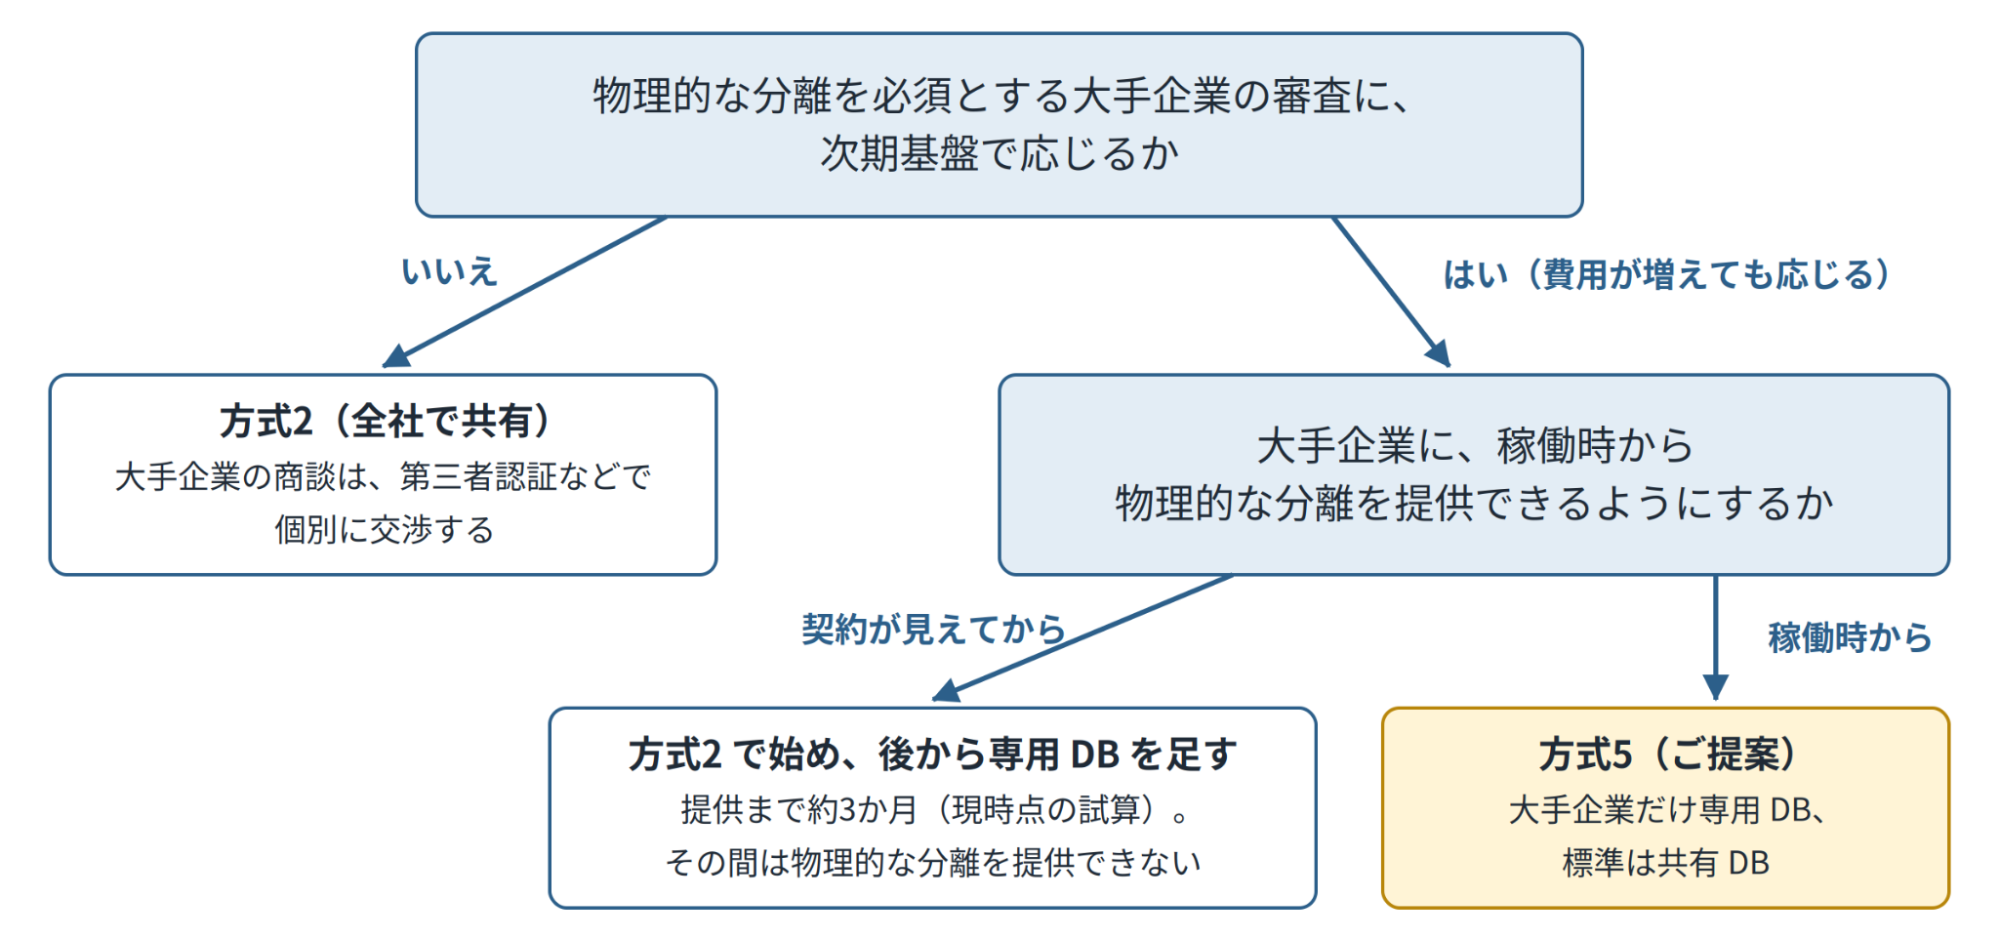 物理的な分離を必須とする大手企業の審査に、
次期基盤で応じるか
いいえ
はい（費用が増えても応じる）
方式2（全社で共有）
大手企業の商談は、第三者認証などで
個別に交渉する
大手企業に、稼働時から
物理的な分離を提供できるようにするか
契約が見えてから
稼働時から
方式2 で始め、後から専用 DB を足す
提供まで約3か月（現時点の試算）。
その間は物理的な分離を提供できない
方式5（ご提案）
大手企業だけ専用 DB、
標準は共有 DB